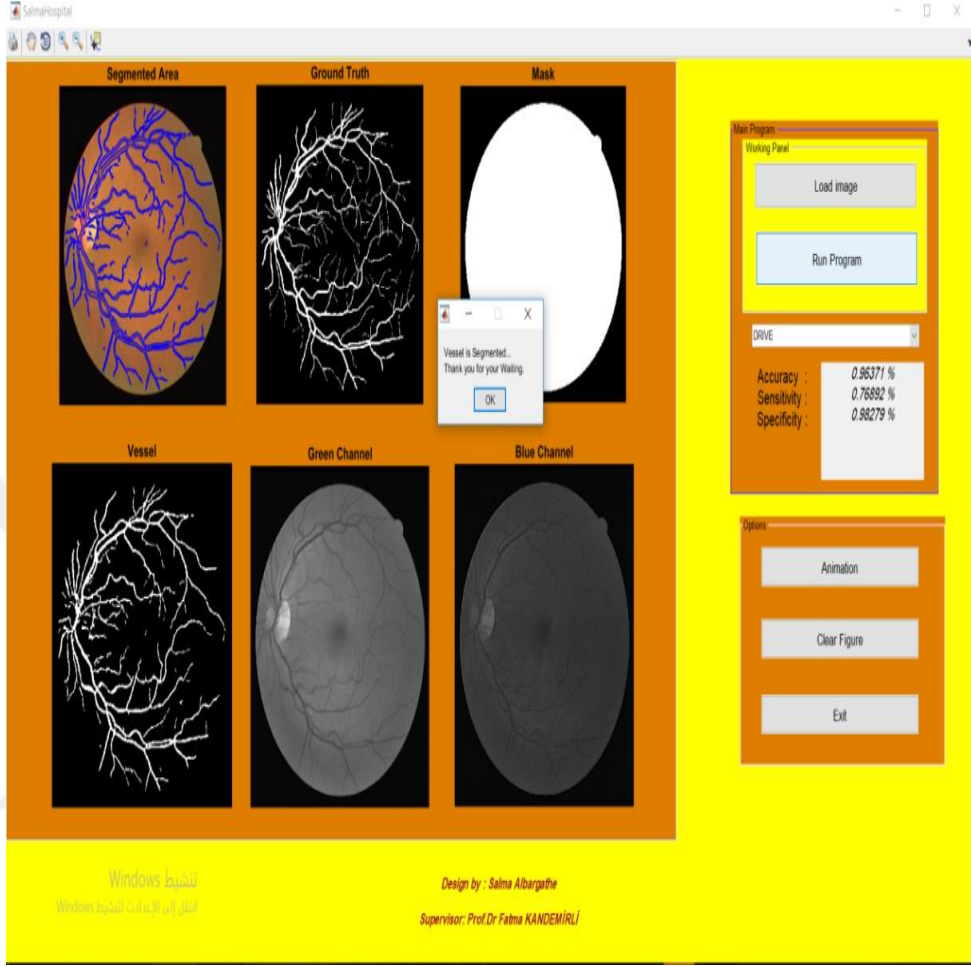 SalmaHospital
Segmented Area
Ground Truth
Mask
Main Program
Working Panel
Load image
Run Program
Vessel is Segmented...
Thank you for your Waiting.
OK
DRIVE
Accuracy : 0.96371 %
Sensitivity : 0.76892 %
Specificity : 0.98279 %
Vessel
Green Channel
Blue Channel
Options
Animation
Clear Figure
Exit
تنشيط Windows
انتقل إلى الإعدادات لتنشيط Windows.
Design by : Salma Albargathe
Supervisor: Prof.Dr Fatma KANDEMİRLİ